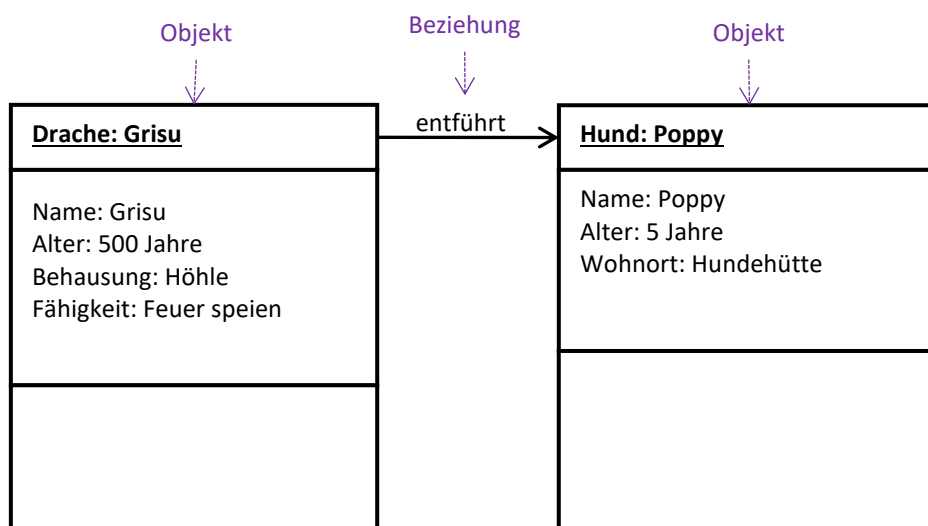 Objekt
Beziehung
Objekt
Drache: Grisu
entführt
Hund: Poppy
Name: Grisu
Alter: 500 Jahre
Behausung: Höhle
Fähigkeit: Feuer speien
Name: Poppy
Alter: 5 Jahre
Wohnort: Hundehütte